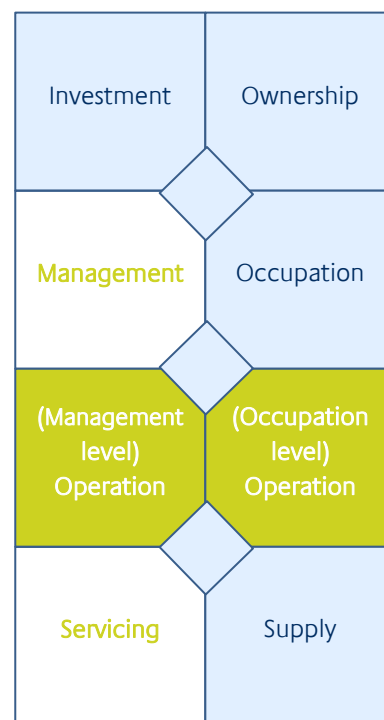 Investment
Ownership
Management
Occupation
(Management
level)
Operation
(Occupation
level)
Operation
Servicing
Supply